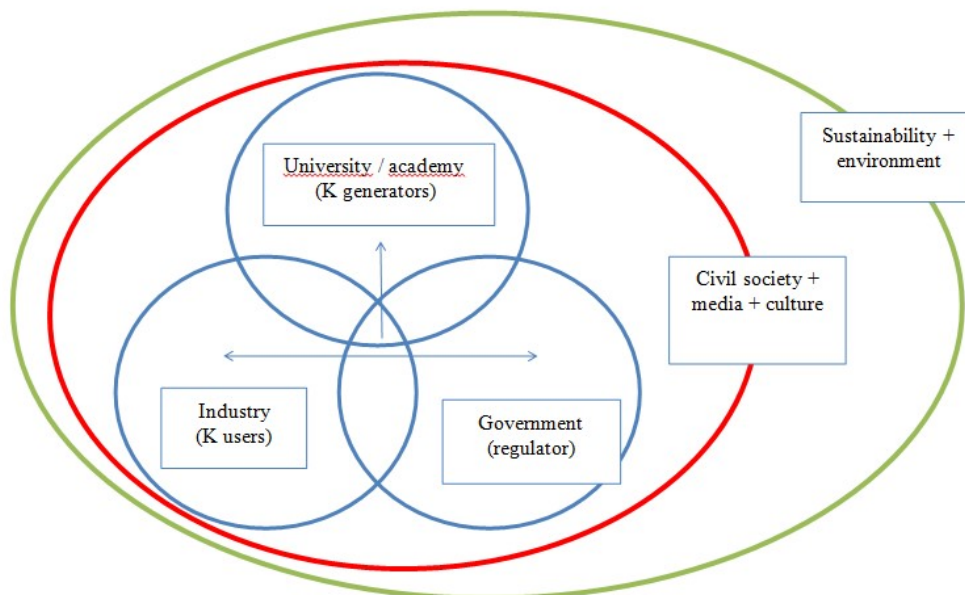 University / academy
(K generators)
Sustainability +
environment
Civil society +
media + culture
Industry
(K users)
Government
(regulator)